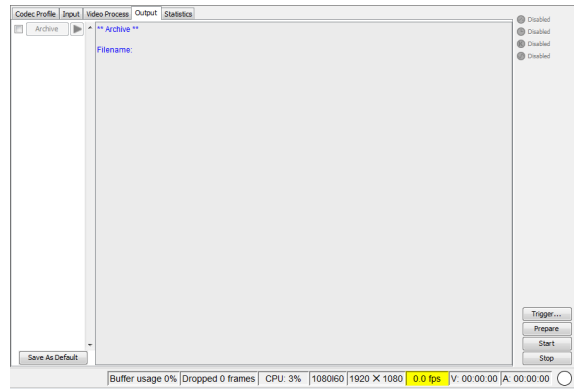 Codec Profile Input Video Process Output Statistics
Archive
** Archive **
Filename:
Disabled
Disabled
Disabled
Disabled
Trigger...
Prepare
Start
Stop
Save As Default
Buffer usage 0% Dropped 0 frames CPU: 3% 1080I60 1920 X 1080 0.0 fps V: 00:00:00 A: 00:00:00